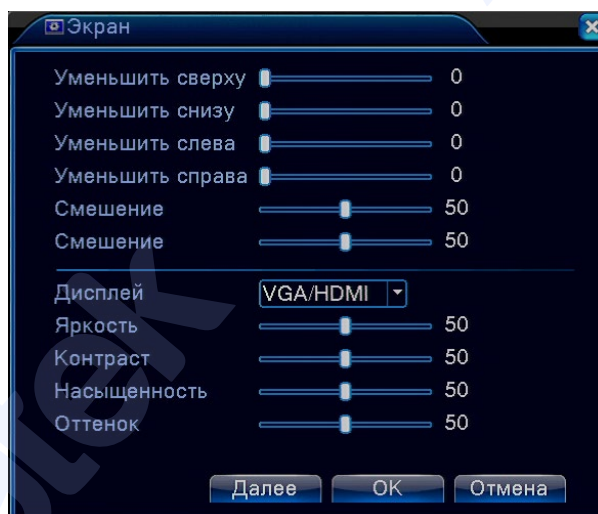 Экран
Уменьшить сверху 0
Уменьшить снизу 0
Уменьшить слева 0
Уменьшить справа 0
Смешение 50
Смешение 50
Дисплей VGA/HDMI
Яркость 50
Контраст 50
Насыщенность 50
Оттенок 50
Далее OK Отмена